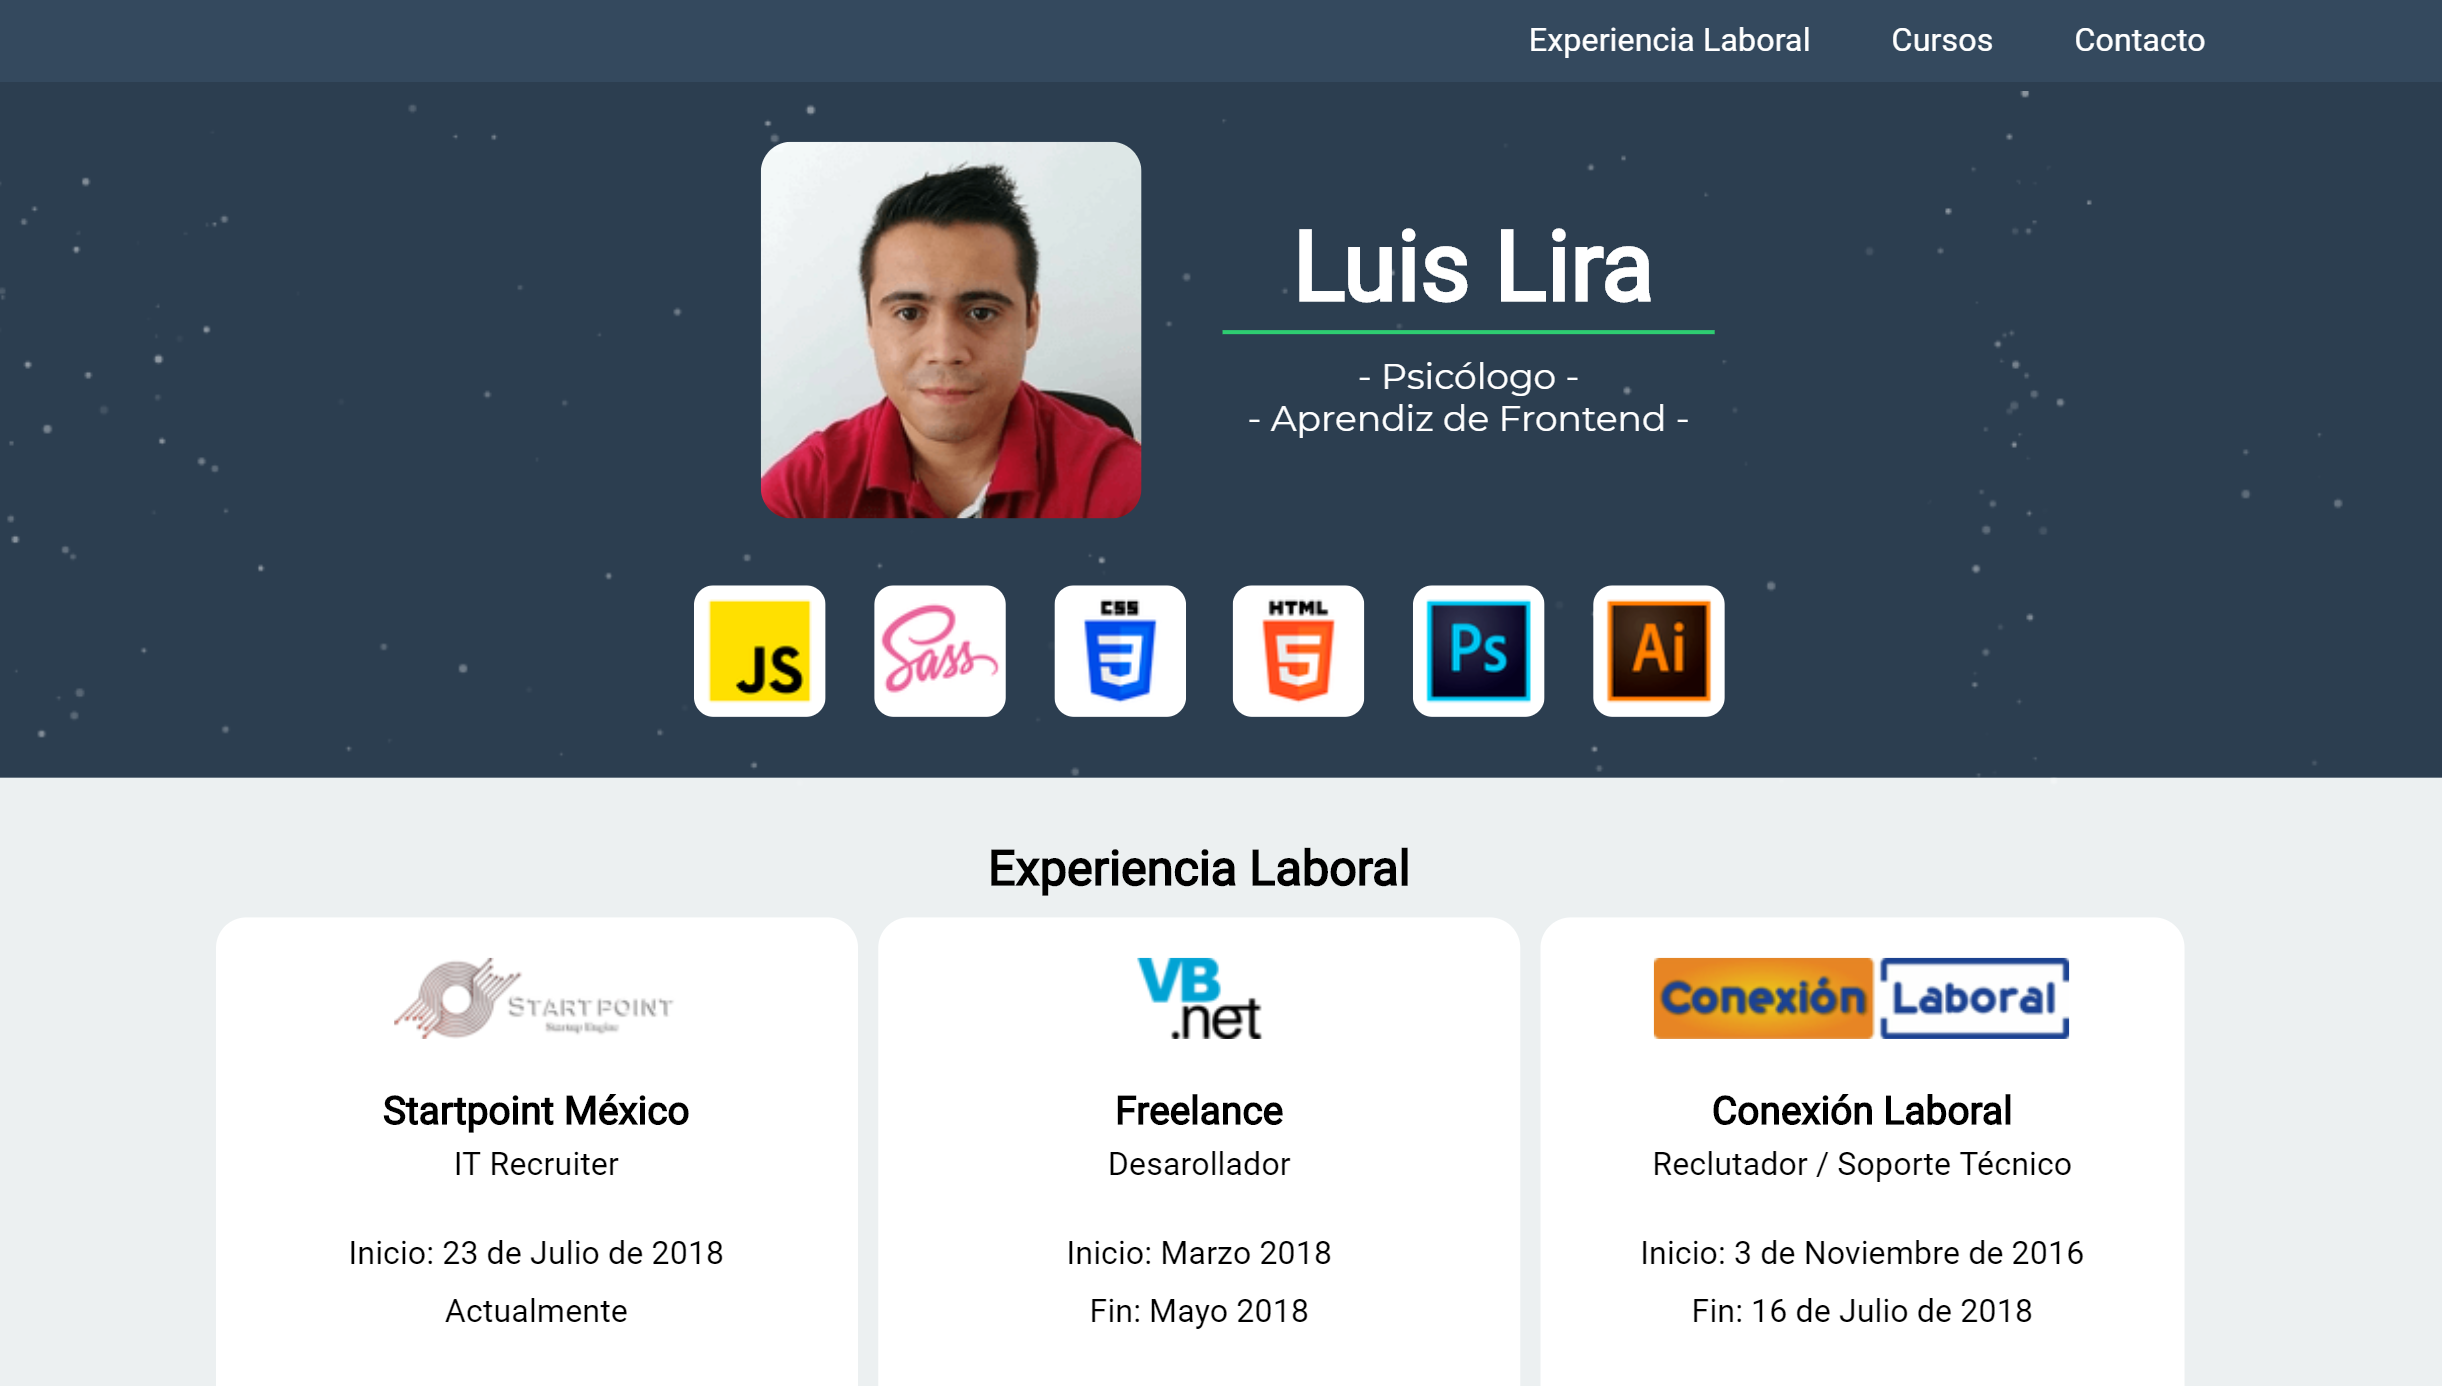 Experiencia Laboral Cursos Contacto
Luis Lira
- Psicólogo -
- Aprendiz de Frontend -
JS Sass CSS 3 HTML 5 Ps Ai
Experiencia Laboral
STARTPOINT
Startup Engine
Startpoint México
IT Recruiter
Inicio: 23 de Julio de 2018
Actualmente
VB
.net
Freelance
Desarollador
Inicio: Marzo 2018
Fin: Mayo 2018
Conexión Laboral
Conexión Laboral
Reclutador / Soporte Técnico
Inicio: 3 de Noviembre de 2016
Fin: 16 de Julio de 2018